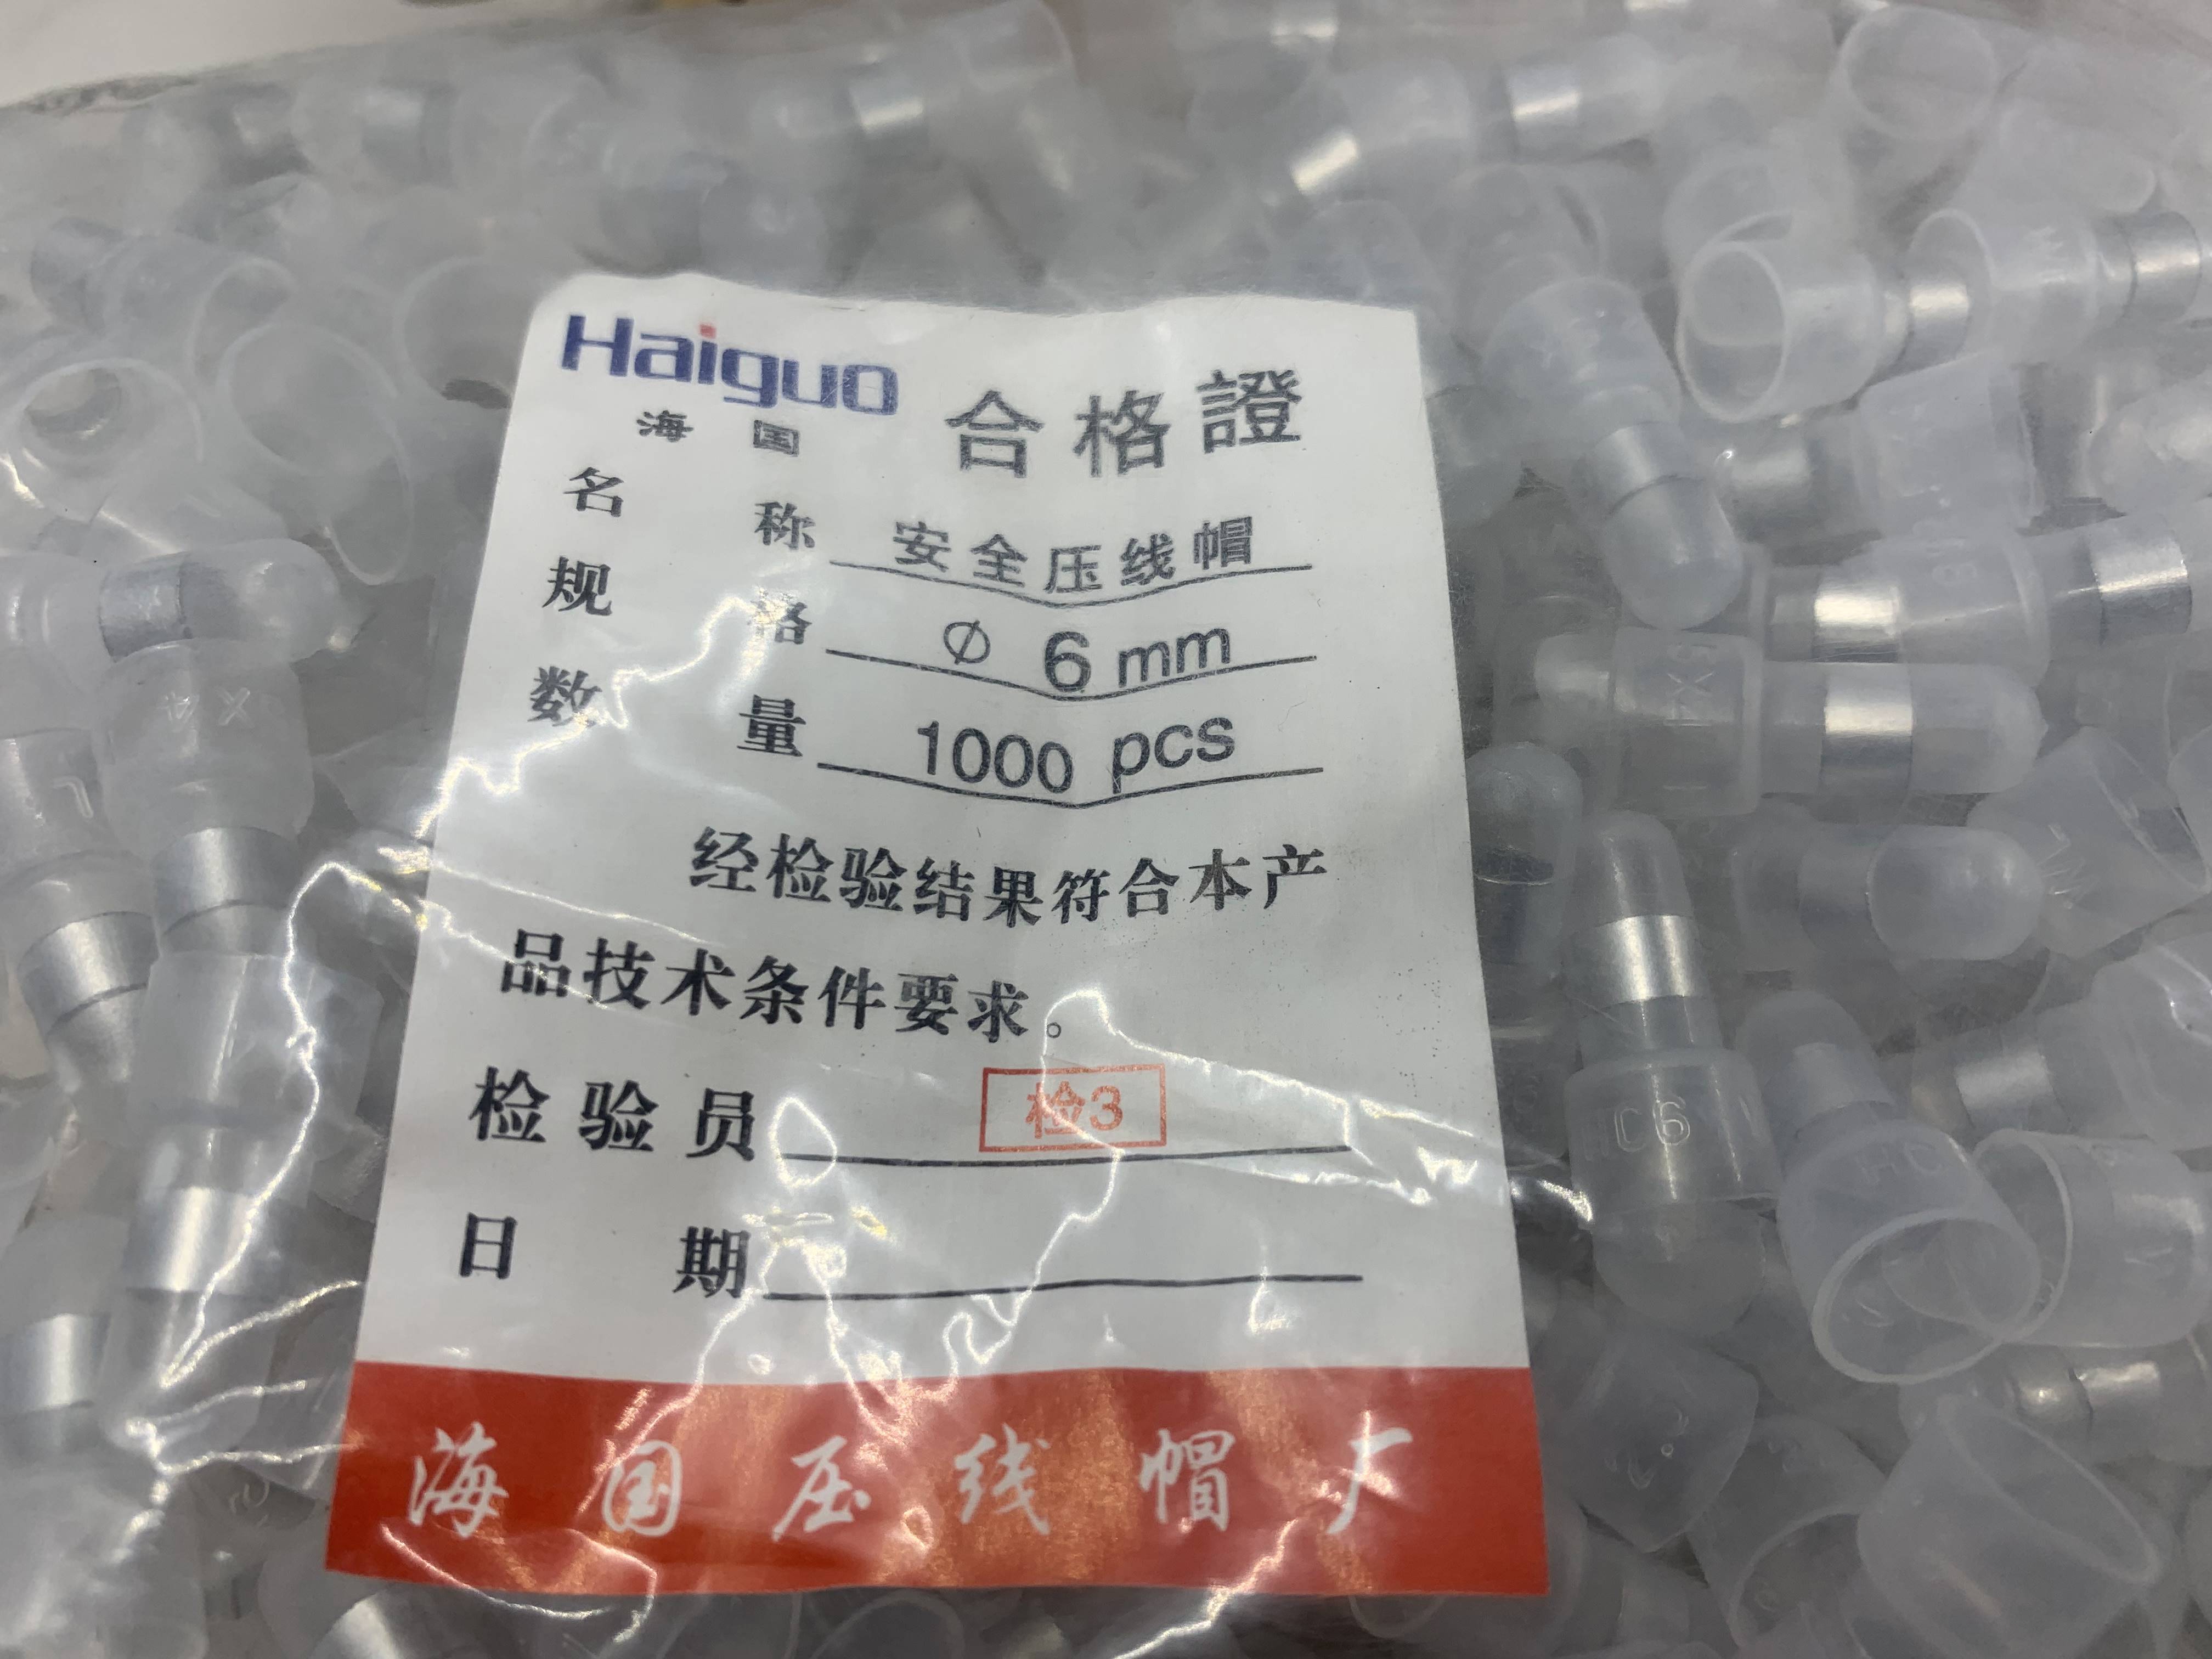 Haiguo
海国 合格證
名称 安全压线帽
规格 ∅ 6mm
数量 1000 pcs
经检验结果符合本产
品技术条件要求。
检验员 检3
日期
海国压线帽厂
HC6